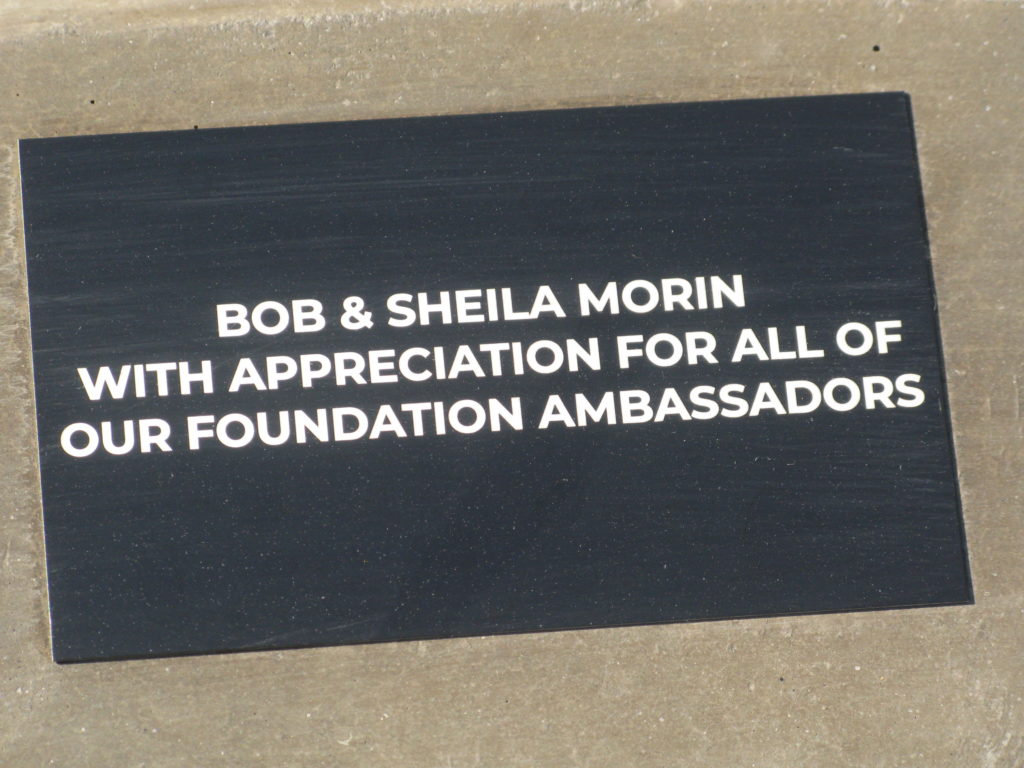 BOB & SHEILA MORIN
WITH APPRECIATION FOR ALL OF
OUR FOUNDATION AMBASSADORS